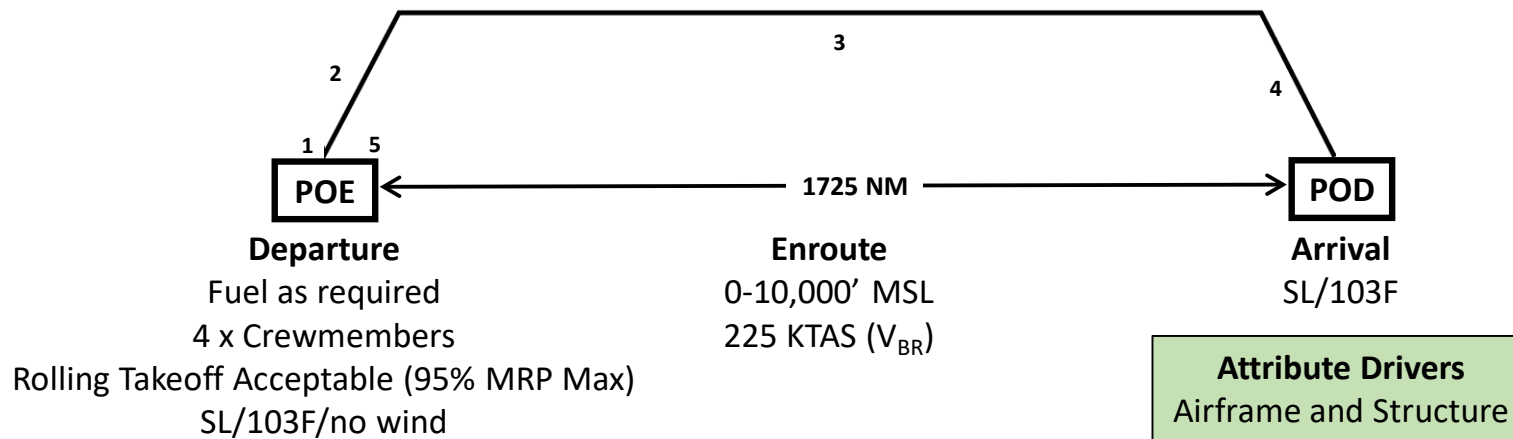 3
2
4
1 5
POE 1725 NM POD
Departure Enroute Arrival
Fuel as required 0-10,000’ MSL SL/103F
4 x Crewmembers 225 KTAS (VBR)
Rolling Takeoff Acceptable (95% MRP Max)
SL/103F/no wind
Attribute Drivers
Airframe and Structure